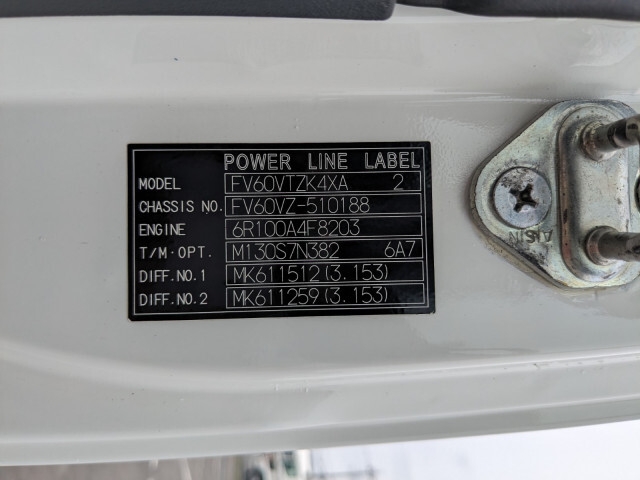 POWER LINE LABEL
MODEL FV60VTZK4XA 2
CHASSIS NO. FV60VZ-510188
ENGINE 6R100A4F8203
T/M·OPT. M130S7N382 6A7
DIFF.NO.1 MK611512(3.153)
DIFF.NO.2 MK611259(3.153)
AISIN